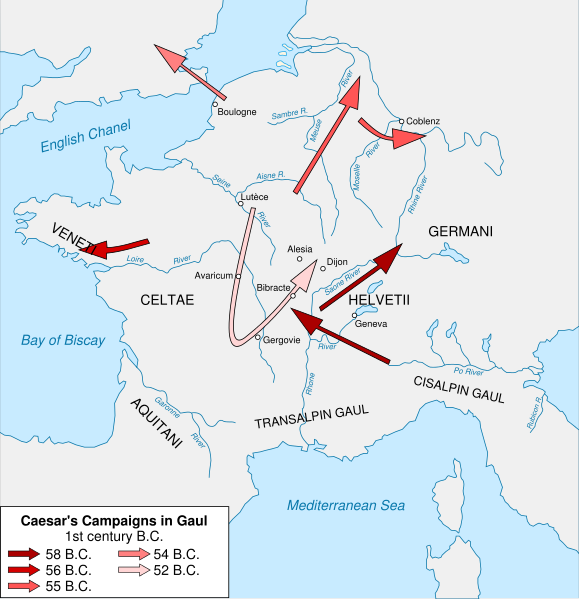 Boulogne
English Chanel
Sambre R.
Meuse
River
Coblenz
River
Moselle
Rhine River
Seine
River
Aisne R.
Lutèce
VENETI
Loire
River
Avaricum
Alesia
Dijon
Bibracte
Saone River
GERMANI
CELTAE
HELVETII
Geneva
Gergovie
River
Rhone
Bay of Biscay
Po River
CISALPIN GAUL
Rubicon R.
AQUITANI
Garonne
River
TRANSALPIN GAUL
Mediterranean Sea
Caesar's Campaigns in Gaul
1st century B.C.
58 B.C.
56 B.C.
55 B.C.
54 B.C.
52 B.C.